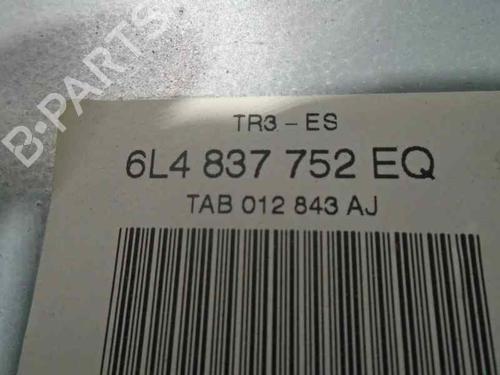 B-PARTS
TR3 - ES
6L4 837 752 EQ
TAB 012 843 AJ